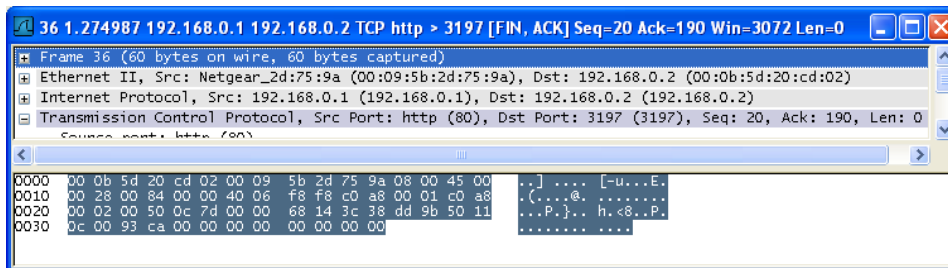 36 1.274987 192.168.0.1 192.168.0.2 TCP http > 3197 [FIN, ACK] Seq=20 Ack=190 Win=3072 Len=0
Frame 36 (60 bytes on wire, 60 bytes captured)
Ethernet II, Src: Netgear_2d:75:9a (00:09:5b:2d:75:9a), Dst: 192.168.0.2 (00:0b:5d:20:cd:02)
Internet Protocol, Src: 192.168.0.1 (192.168.0.1), Dst: 192.168.0.2 (192.168.0.2)
Transmission Control Protocol, Src Port: http (80), Dst Port: 3197 (3197), Seq: 20, Ack: 190, Len: 0
Source port: http (80)
0000 00 0b 5d 20 cd 02 00 09 5b 2d 75 9a 08 00 45 00 ..] .... [-u...E.
0010 00 28 00 84 00 00 40 06 f8 f8 c0 a8 00 01 c0 a8 .(....@. ........
0020 00 02 00 50 0c 7d 00 00 68 14 3c 38 dd 9b 50 11 ...P.}.. h.<8..P.
0030 0c 00 93 ca 00 00 00 00 00 00 00 00 ........ ....